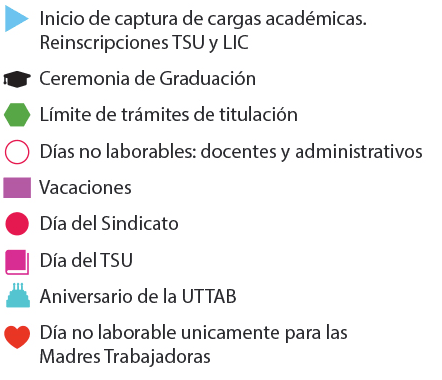 Inicio de captura de cargas académicas.
Reinscripciones TSU y LIC
Ceremonia de Graduación
Límite de trámites de titulación
Días no laborables: docentes y administrativos
Vacaciones
Día del Sindicato
Día del TSU
Aniversario de la UTTAB
Día no laborable unicamente para las
Madres Trabajadoras